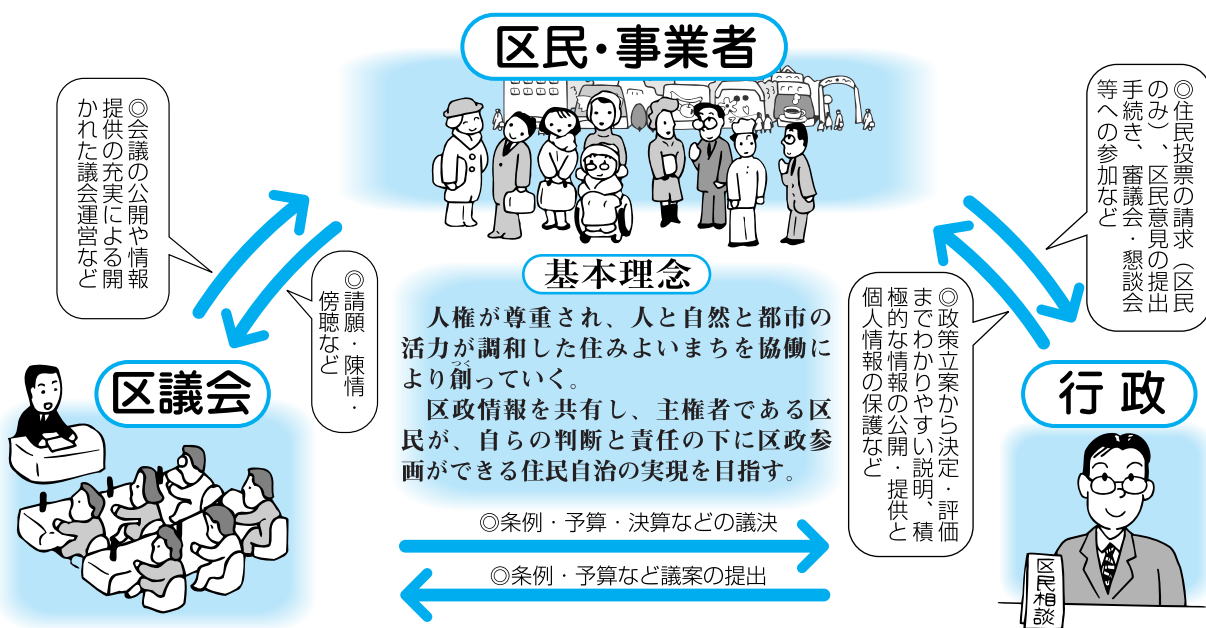 区民・事業者
◎会議の公開や情報
提供の充実による開
かれた議会運営など
◎請願・陳情・
傍聴など
◎住民投票の請求（区民
のみ）、区民意見の提出
手続き、審議会・懇談会
等への参加など
◎政策立案から決定・評価
までわかりやすい説明、積
極的な情報の公開・提供と
個人情報の保護など
基本理念
人権が尊重され、人と自然と都市の
活力が調和した住みよいまちを協働に
より創っていく。
つく
区政情報を共有し、主権者である区
民が、自らの判断と責任の下に区政参
画ができる住民自治の実現を目指す。
区議会
行政
◎条例・予算・決算などの議決
◎条例・予算など議案の提出
区民相談